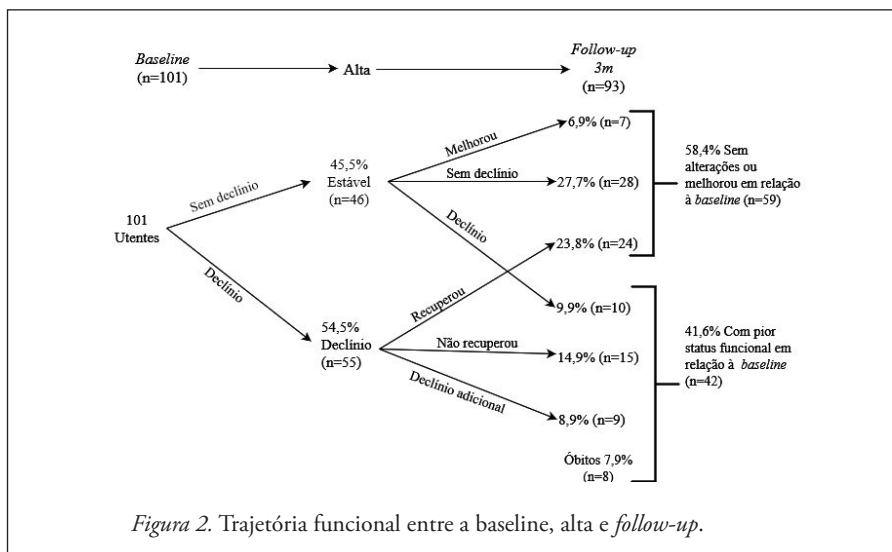 Baseline
(n=101)
Alta
Follow-up
3m
(n=93)
101
Utentes
Sem declínio
Declínio
45,5%
Estável
(n=46)
54,5%
Declínio
(n=55)
Melhorou
Sem declínio
Declínio
Recuperou
Não recuperou
Declínio adicional
6,9% (n=7)
27,7% (n=28)
23,8% (n=24)
9,9% (n=10)
14,9% (n=15)
8,9% (n=9)
Óbitos 7,9%
(n=8)
58,4% Sem
alterações ou
melhorou em relação
à baseline (n=59)
41,6% Com pior
status funcional em
relação à baseline
(n=42)
Figura 2. Trajetória funcional entre a baseline, alta e follow-up.